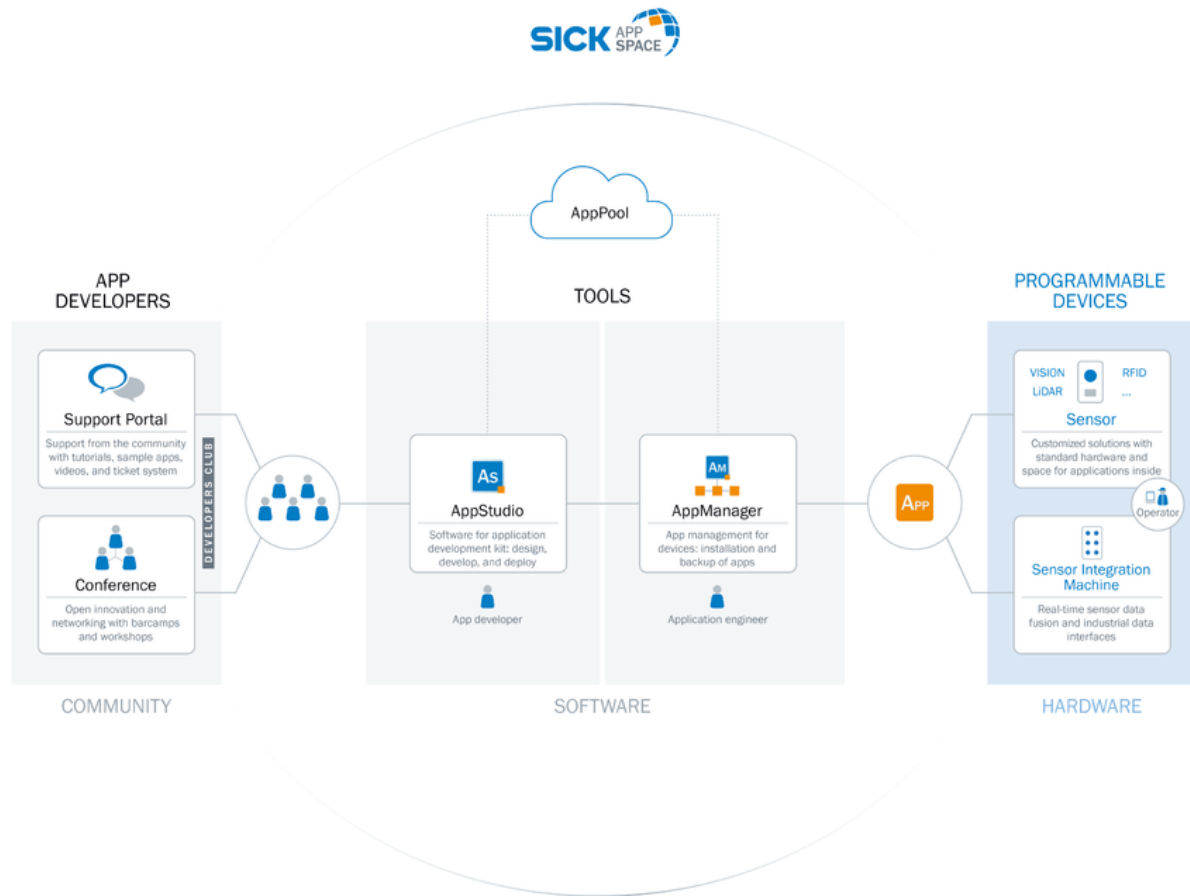 SICK APP SPACE
AppPool
APP
DEVELOPERS
TOOLS
PROGRAMMABLE
DEVICES
Support Portal
Support from the community
with tutorials, sample apps,
videos, and ticket system
DEVELOPERS CLUB
Conference
Open innovation and
networking with barcamps
and workshops
As
AppStudio
Software for application
development kit: design,
develop, and deploy
App developer
AM
AppManager
App management for
devices: installation and
backup of apps
Application engineer
APP
VISION
RFID
LiDAR
...
Sensor
Customized solutions with
standard hardware and
space for applications inside
Operator
Sensor Integration
Machine
Real-time sensor data
fusion and industrial data
interfaces
COMMUNITY
SOFTWARE
HARDWARE